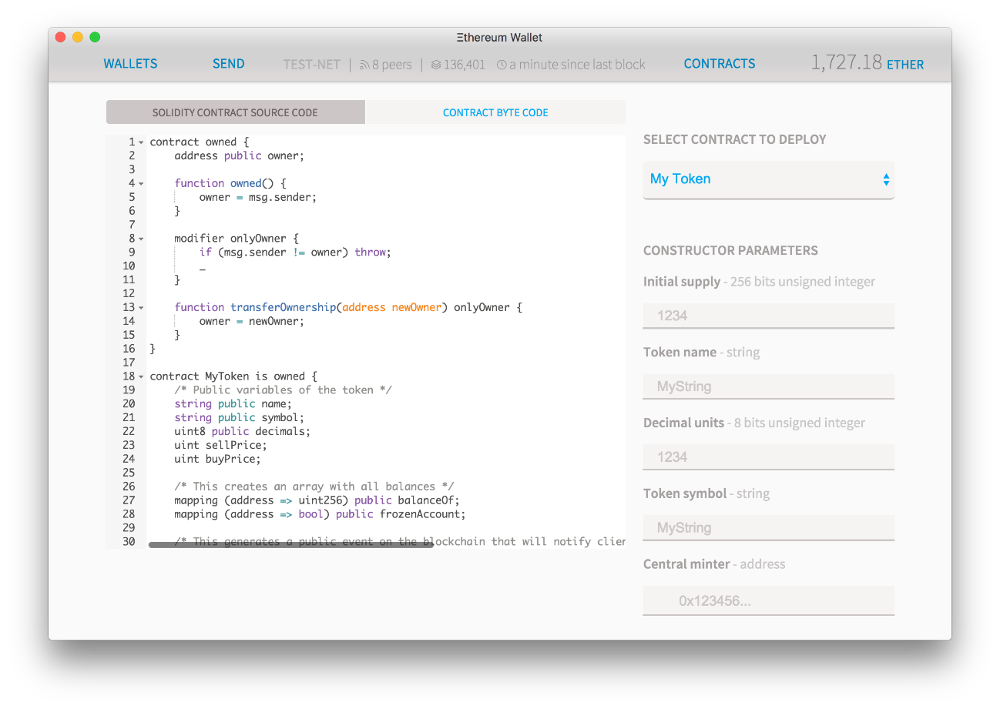 Ξthereum Wallet
WALLETS SEND TEST-NET | 8 peers | 136,401 a minute since last block CONTRACTS 1,727.18 ETHER
SOLIDITY CONTRACT SOURCE CODE CONTRACT BYTE CODE
1 contract owned {
2 address public owner;
3
4 function owned() {
5 owner = msg.sender;
6 }
7
8 modifier onlyOwner {
9 if (msg.sender != owner) throw;
10 _
11 }
12
13 function transferOwnership(address newOwner) onlyOwner {
14 owner = newOwner;
15 }
16 }
17
18 contract MyToken is owned {
19 /* Public variables of the token */
20 string public name;
21 string public symbol;
22 uint8 public decimals;
23 uint sellPrice;
24 uint buyPrice;
25
26 /* This creates an array with all balances */
27 mapping (address => uint256) public balanceOf;
28 mapping (address => bool) public frozenAccount;
29
30 /* This generates a public event on the blockchain that will notify clier
SELECT CONTRACT TO DEPLOY
My Token
CONSTRUCTOR PARAMETERS
Initial supply - 256 bits unsigned integer
1234
Token name - string
MyString
Decimal units - 8 bits unsigned integer
1234
Token symbol - string
MyString
Central minter - address
0x123456...